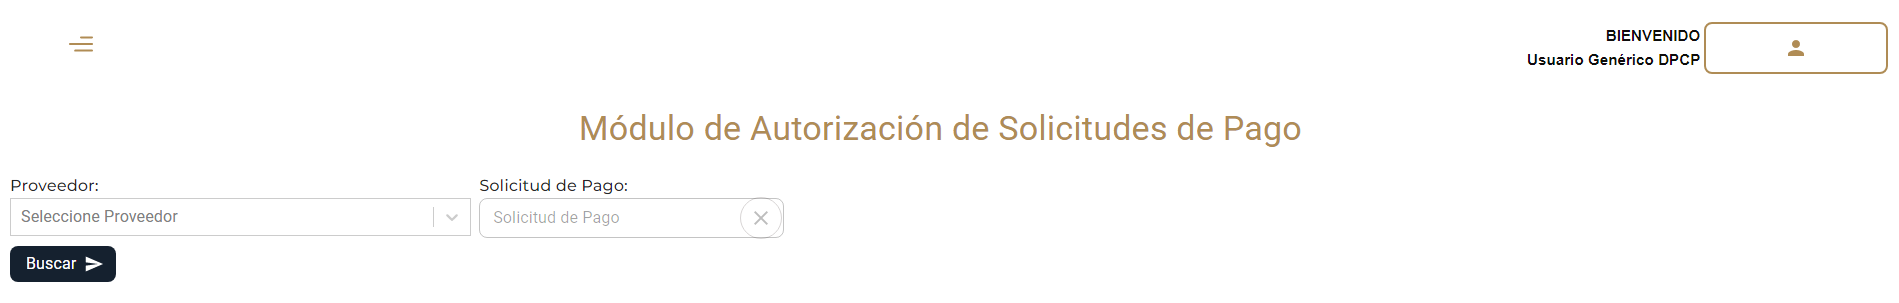 BIENVENIDO
Usuario Genérico DPCP
Módulo de Autorización de Solicitudes de Pago
Proveedor:
Seleccione Proveedor
Solicitud de Pago:
Solicitud de Pago
Buscar